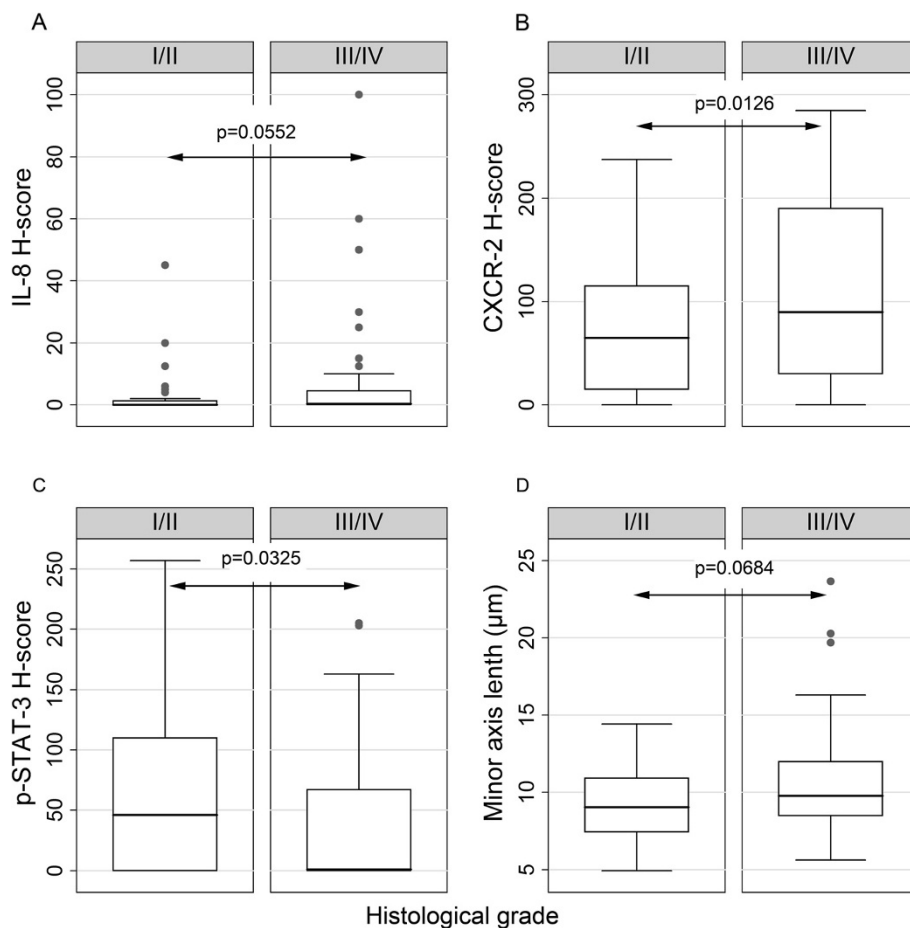 A
I/II
III/IV
IL-8 H-score
0
20
40
60
80
100
p=0.0552
B
I/II
III/IV
CXCR-2 H-score
0
100
200
300
p=0.0126
C
I/II
III/IV
p-STAT-3 H-score
0
50
100
150
200
250
p=0.0325
D
I/II
III/IV
Minor axis lenth (µm)
5
10
15
20
25
p=0.0684
Histological grade